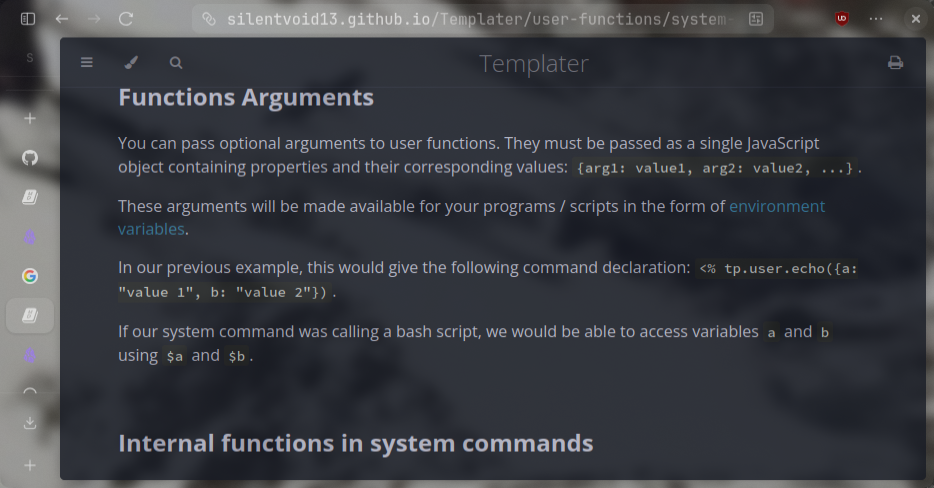 silentvoid13.github.io/Templater/user-functions/system-
S
Templater
Functions Arguments
You can pass optional arguments to user functions. They must be passed as a single JavaScript
object containing properties and their corresponding values: {arg1: value1, arg2: value2, ...}.
These arguments will be made available for your programs / scripts in the form of environment
variables.
In our previous example, this would give the following command declaration: <% tp.user.echo({a:
"value 1", b: "value 2"}).
If our system command was calling a bash script, we would be able to access variables a and b
using $a and $b.
Internal functions in system commands